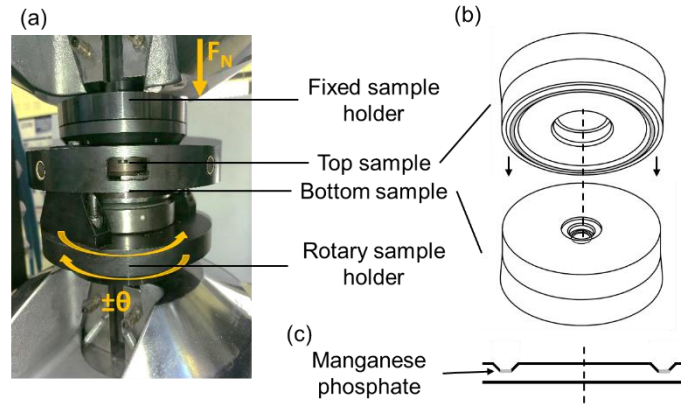 (a)
F_N
±θ
Fixed sample
holder
Top sample
Bottom sample
Rotary sample
holder
(b)
(c)
Manganese
phosphate